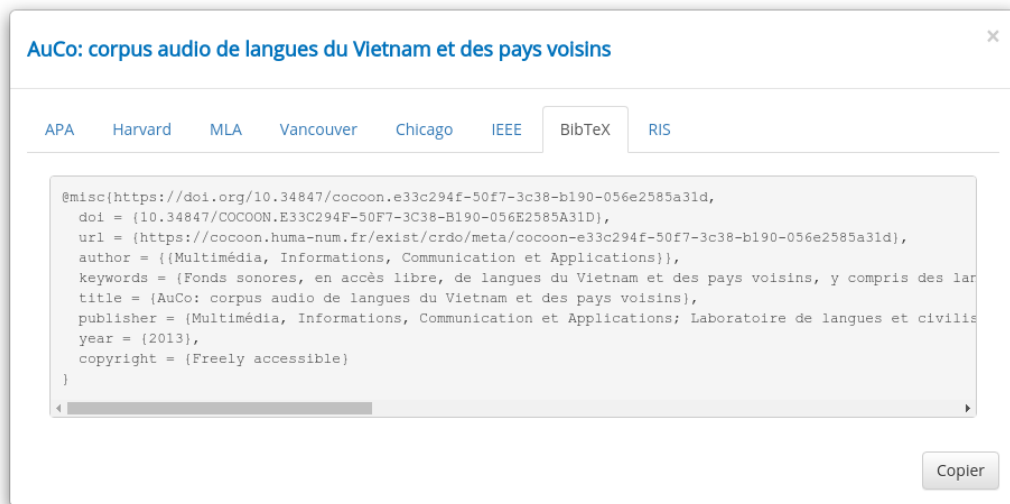 AuCo: corpus audio de langues du Vietnam et des pays voisins
×
APA Harvard MLA Vancouver Chicago IEEE BibTeX RIS
@misc{https://doi.org/10.34847/cocoon.e33c294f-50f7-3c38-b190-056e2585a31d,
doi = {10.34847/COCOON.E33C294F-50F7-3C38-B190-056E2585A31D},
url = {https://cocoon.huma-num.fr/exist/crdo/meta/cocoon-e33c294f-50f7-3c38-b190-056e2585a31d},
author = {{Multimédia, Informations, Communication et Applications}},
keywords = {Fonds sonores, en accès libre, de langues du Vietnam et des pays voisins, y compris des lan
title = {AuCo: corpus audio de langues du Vietnam et des pays voisins},
publisher = {Multimédia, Informations, Communication et Applications; Laboratoire de langues et civilis
year = {2013},
copyright = {Freely accessible}
}
Copier